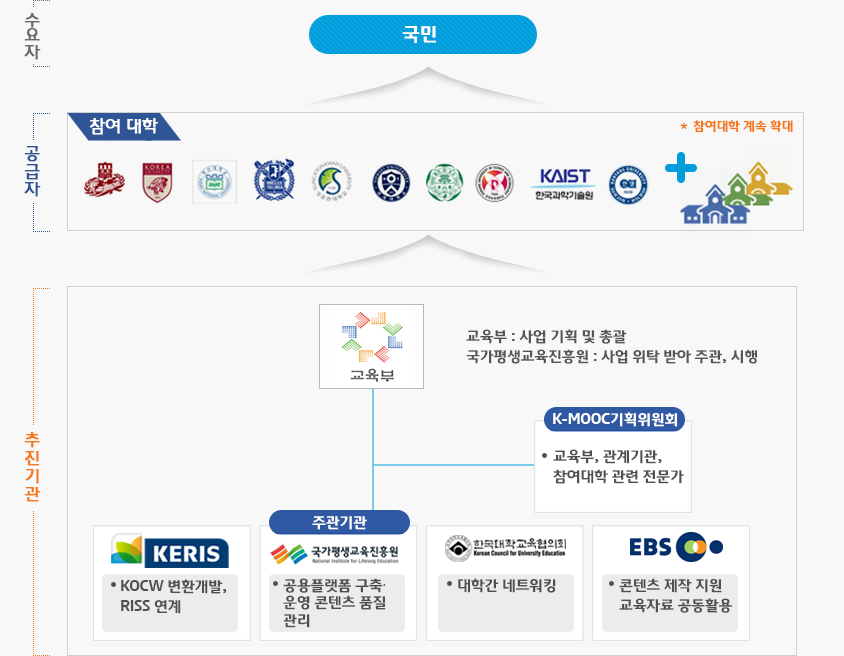 수요자
국민
공급자
참여 대학
* 참여대학 계속 확대
KOREA
KAIST
한국과학기술원
추진기관
교육부
교육부 : 사업 기획 및 총괄
국가평생교육진흥원 : 사업 위탁 받아 주관, 시행
K-MOOC기획위원회
• 교육부, 관계기관,
참여대학 관련 전문가
KERIS
• KOCW 변환개발,
RISS 연계
주관기관
국가평생교육진흥원
National Institute for Lifelong Education
• 공용플랫폼 구축·
운영 콘텐츠 품질
관리
한국대학교육협의회
Korean Council for University Education
• 대학간 네트워킹
EBS
• 콘텐츠 제작 지원
교육자료 공동활용